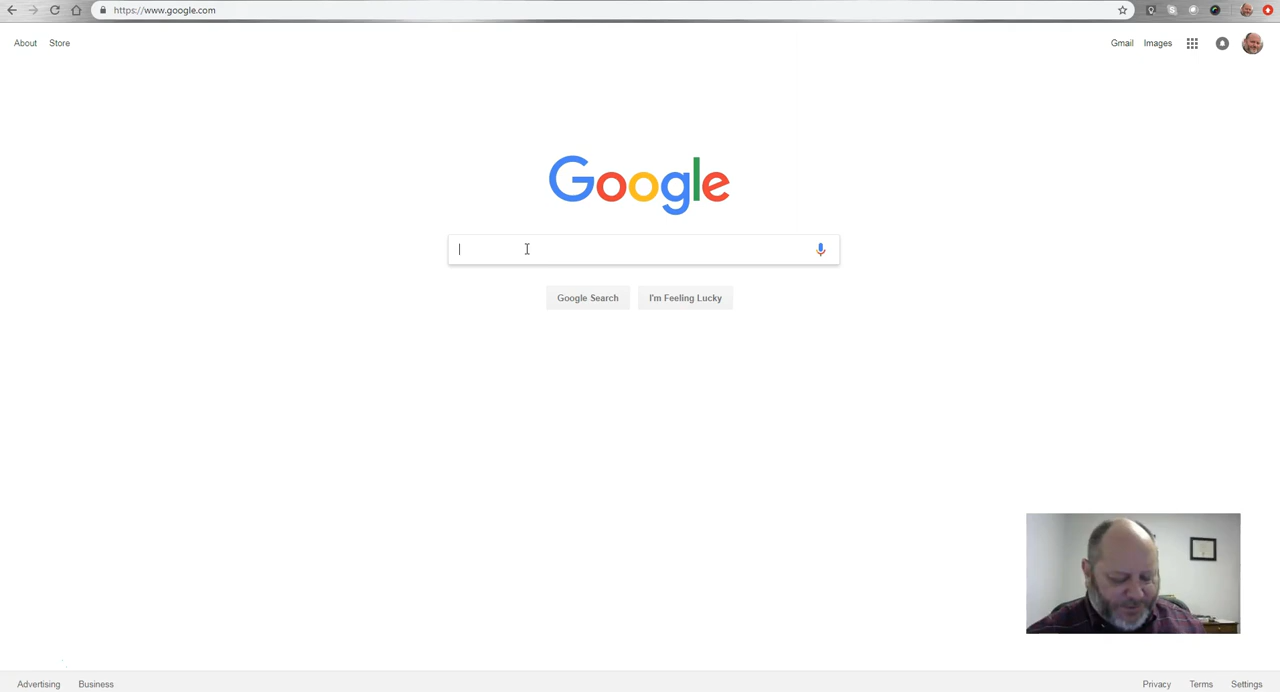 https://www.google.com
About Store
Gmail Images
Google
Google Search I'm Feeling Lucky
Advertising Business
Privacy Terms Settings